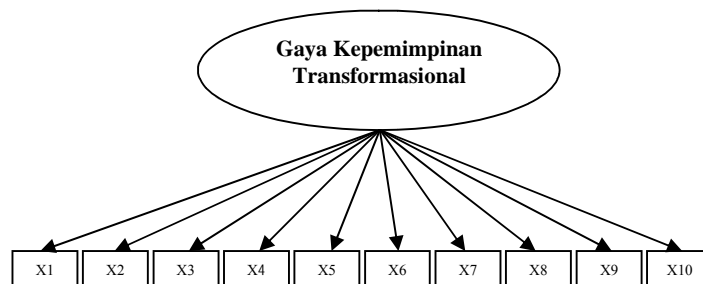 Gaya Kepemimpinan
Transformasional
X1 X2 X3 X4 X5 X6 X7 X8 X9 X10